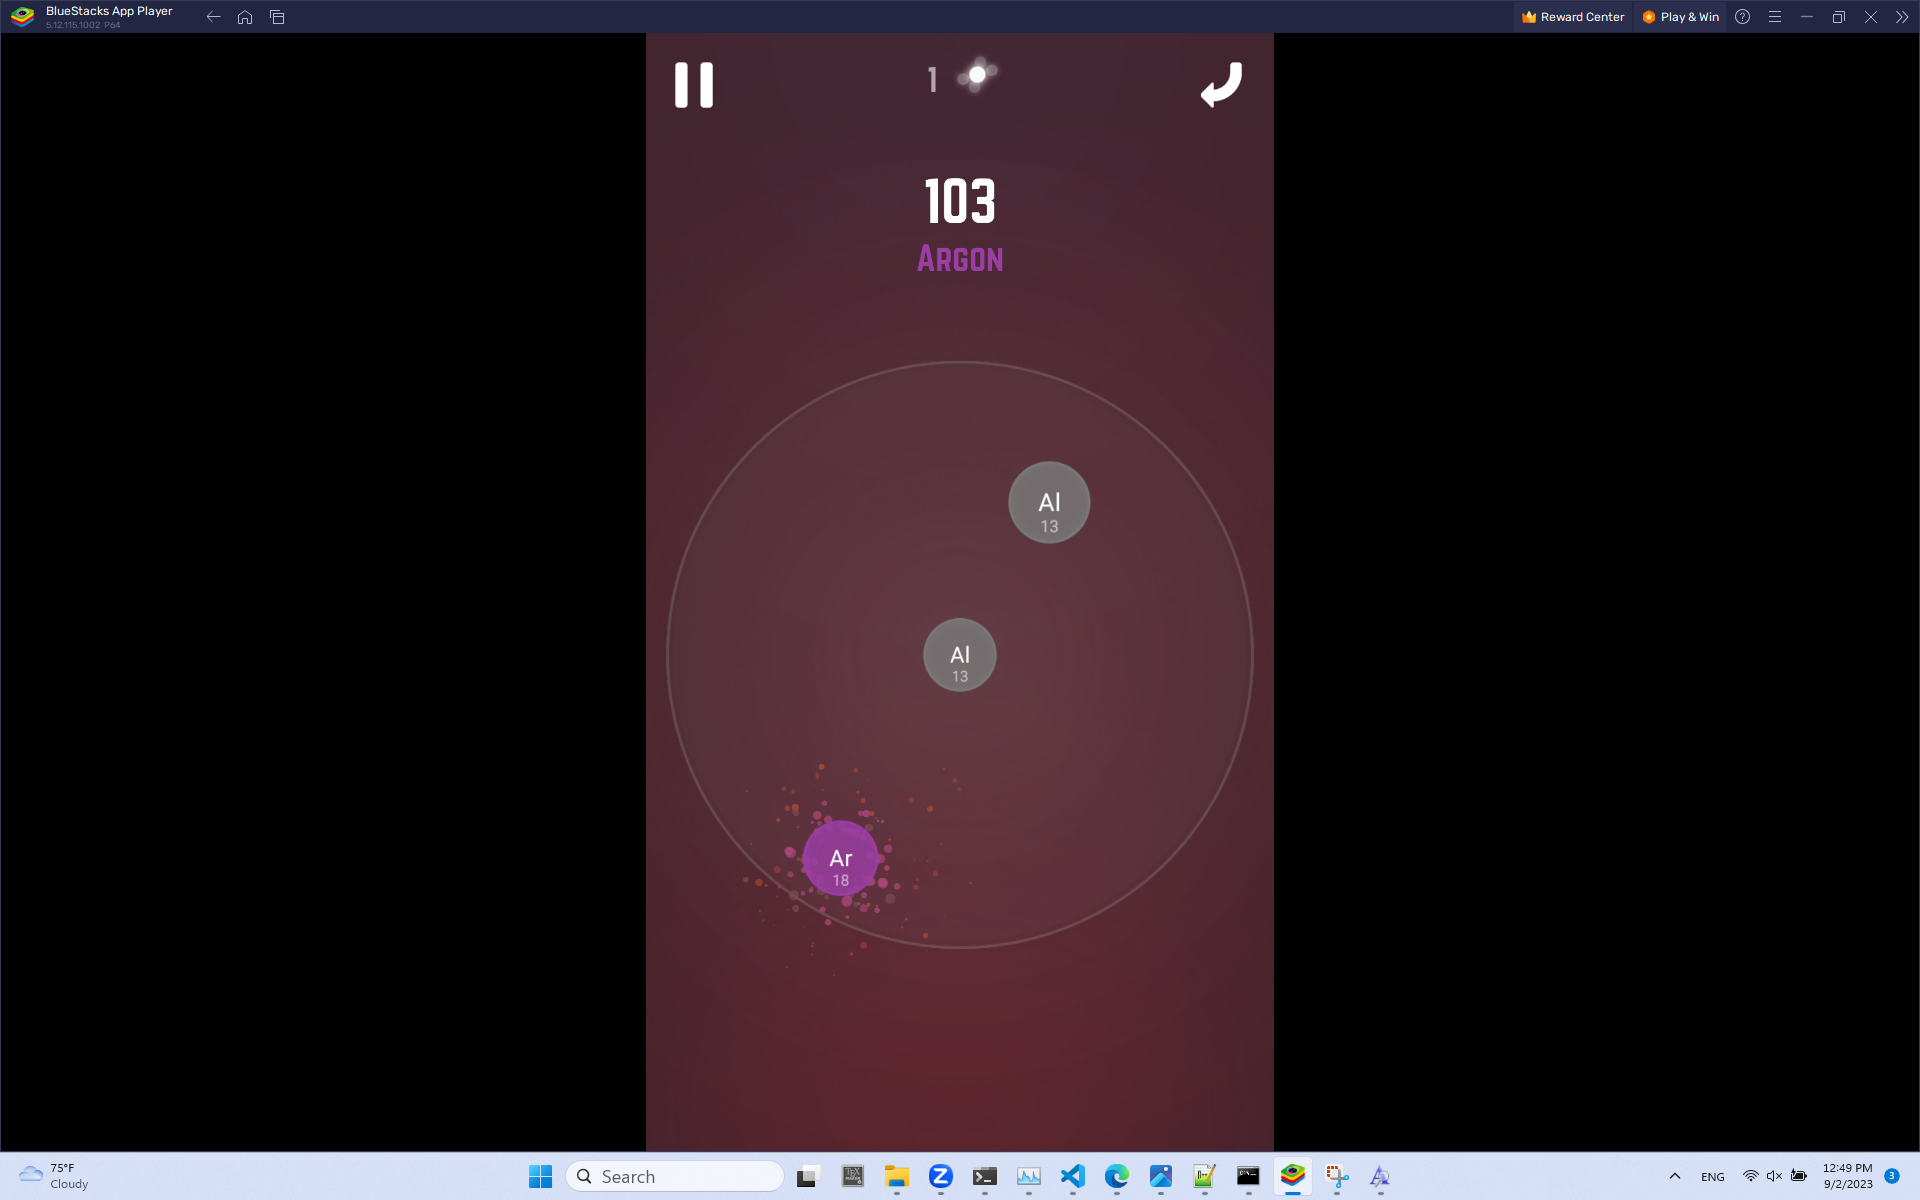 BlueStacks App Player
5.12.115.1002 P64
Reward Center
Play & Win
1
103
ARGON
Al
13
Al
13
Ar
18
75°F
Cloudy
Search
ENG
12:49 PM
9/2/2023
3